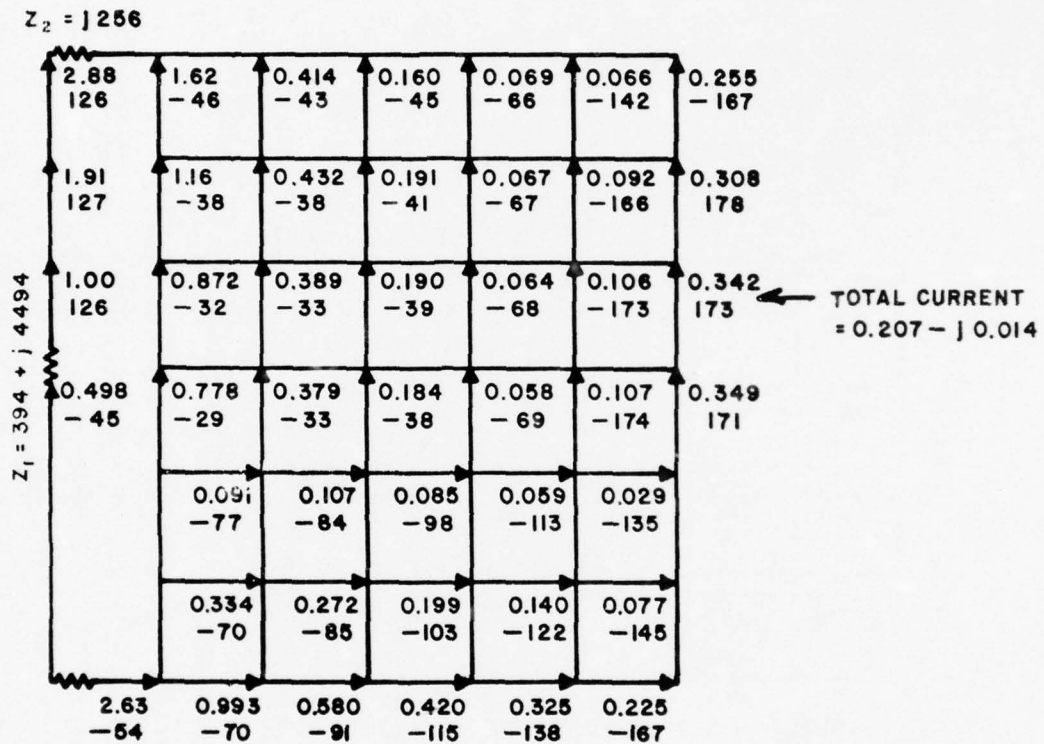 Z2 = j 256
2.88 1.62 0.414 0.160 0.069 0.066 0.255
126 -46 -43 -45 -66 -142 -167
1.91 1.16 0.432 0.191 0.067 0.092 0.308
127 -38 -38 -41 -67 -166 178
Z1 = 394 + j 4494
1.00 0.872 0.389 0.190 0.064 0.106 0.342
126 -32 -33 -39 -68 -173 173
TOTAL CURRENT
= 0.207 - j 0.014
0.498 0.778 0.379 0.184 0.058 0.107 0.349
-45 -29 -33 -38 -69 -174 171
0.091 0.107 0.085 0.059 0.029
-77 -84 -98 -113 -135
0.334 0.272 0.199 0.140 0.077
-70 -85 -103 -122 -145
2.63 0.993 0.580 0.420 0.325 0.225
-54 -70 -91 -115 -138 -167